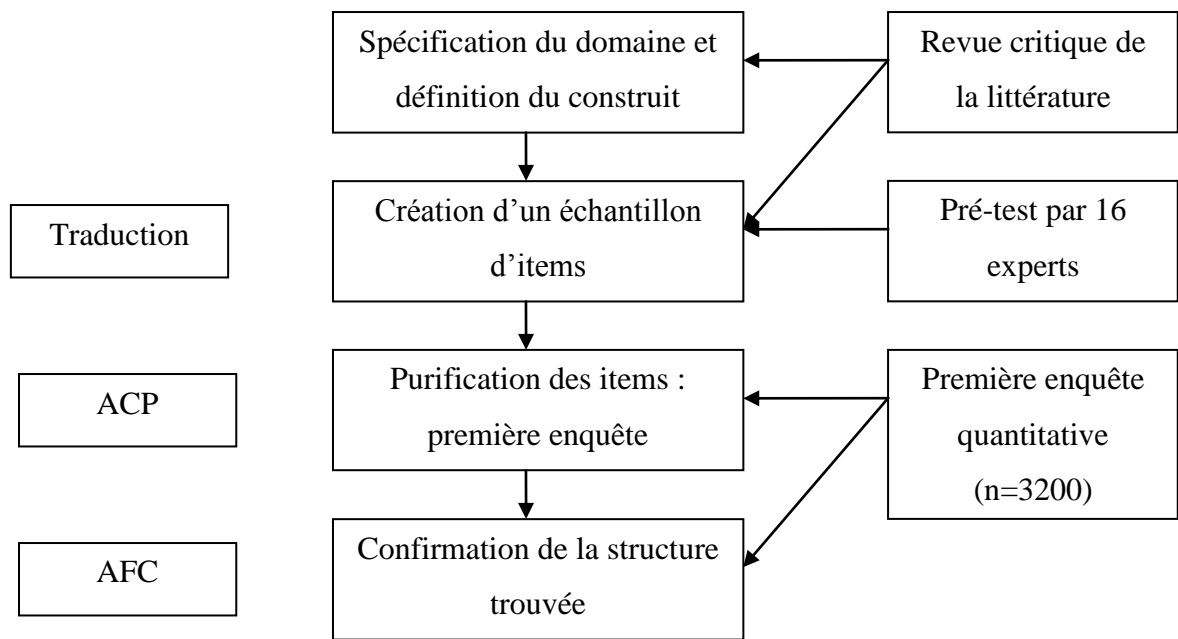 Spécification du domaine et
définition du construit
Revue critique de
la littérature
Traduction
Création d’un échantillon
d’items
Pré-test par 16
experts
ACP
Purification des items :
première enquête
Première enquête
quantitative
(n=3200)
AFC
Confirmation de la structure
trouvée